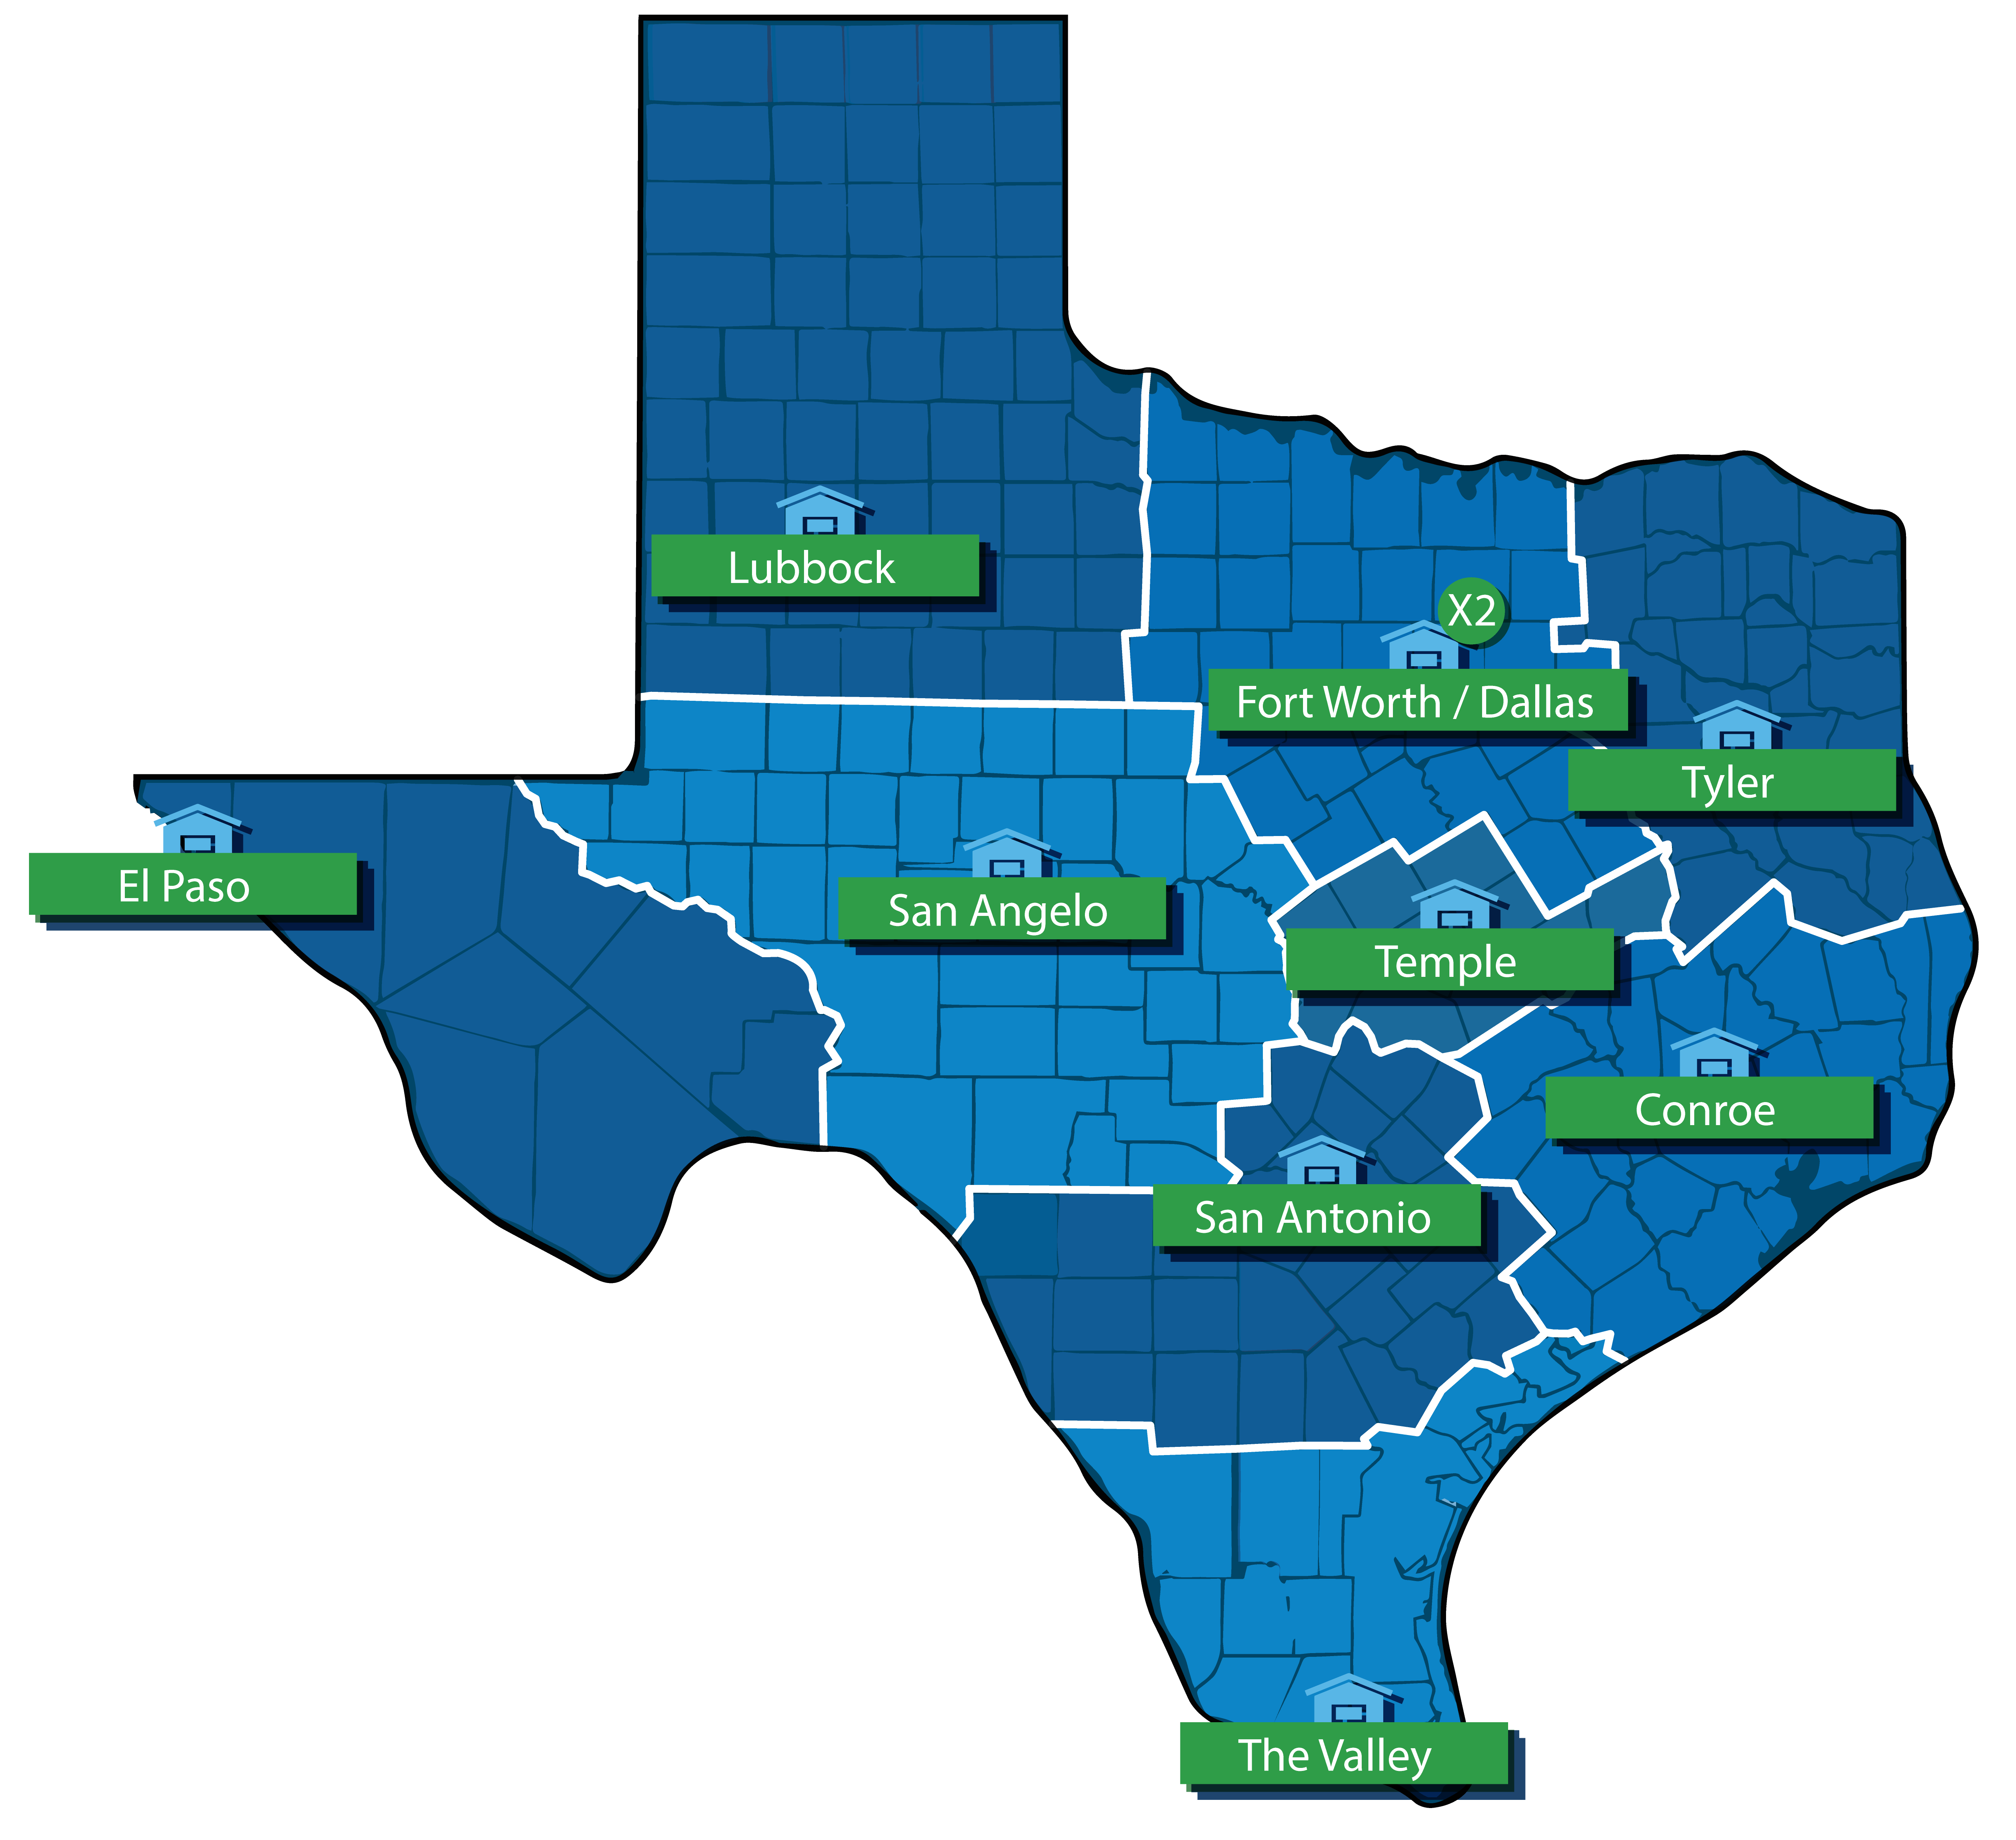 Lubbock
X2
Fort Worth / Dallas
Tyler
El Paso
San Angelo
Temple
Conroe
San Antonio
The Valley